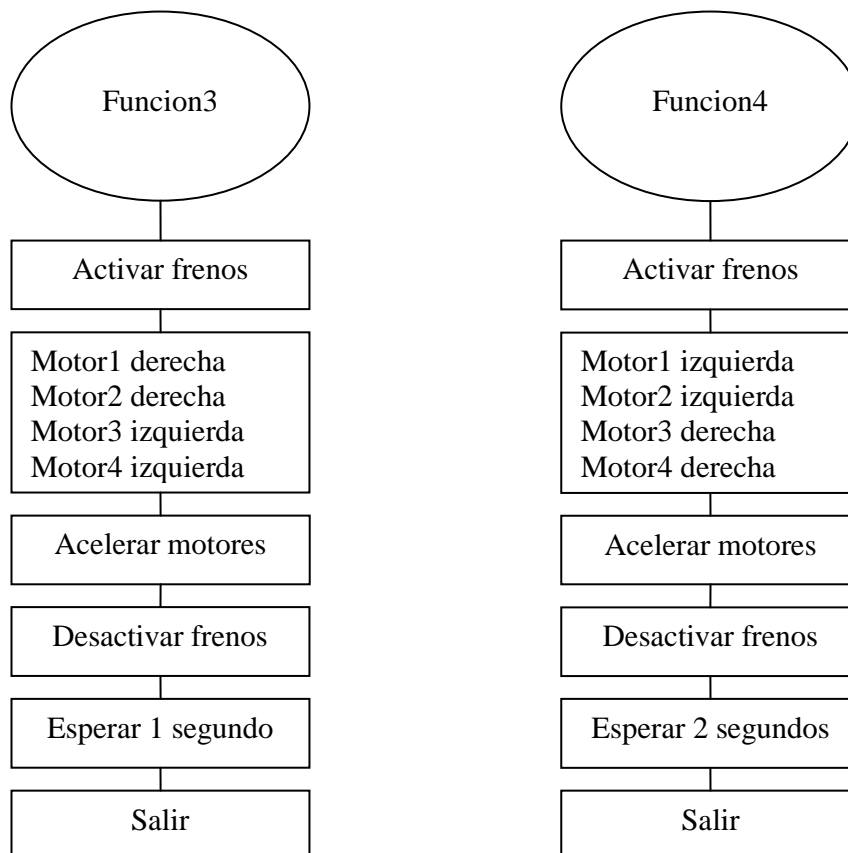 Funcion3
Activar frenos
Motor1 derecha
Motor2 derecha
Motor3 izquierda
Motor4 izquierda
Acelerar motores
Desactivar frenos
Esperar 1 segundo
Salir
Funcion4
Activar frenos
Motor1 izquierda
Motor2 izquierda
Motor3 derecha
Motor4 derecha
Acelerar motores
Desactivar frenos
Esperar 2 segundos
Salir